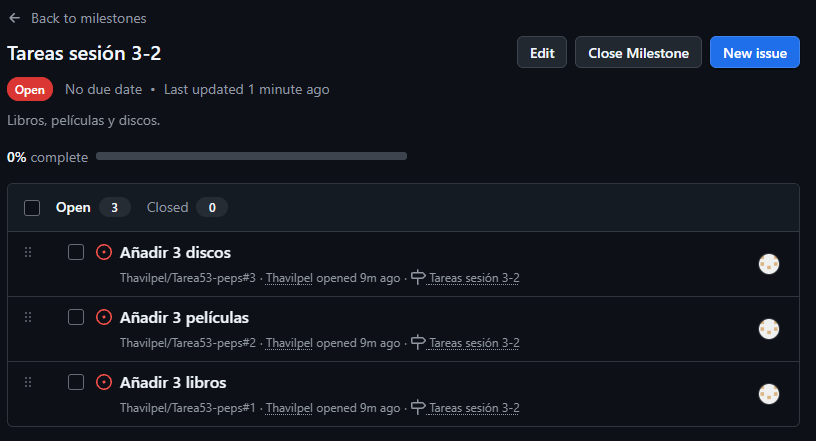 ← Back to milestones
Tareas sesión 3-2
Edit
Close Milestone
New issue
Open No due date • Last updated 1 minute ago
Libros, películas y discos.
0% complete
Open 3 Closed 0
Añadir 3 discos
Thavilpel/Tarea53-peps#3 · Thavilpel opened 9m ago · Tareas sesión 3-2
Añadir 3 películas
Thavilpel/Tarea53-peps#2 · Thavilpel opened 9m ago · Tareas sesión 3-2
Añadir 3 libros
Thavilpel/Tarea53-peps#1 · Thavilpel opened 9m ago · Tareas sesión 3-2